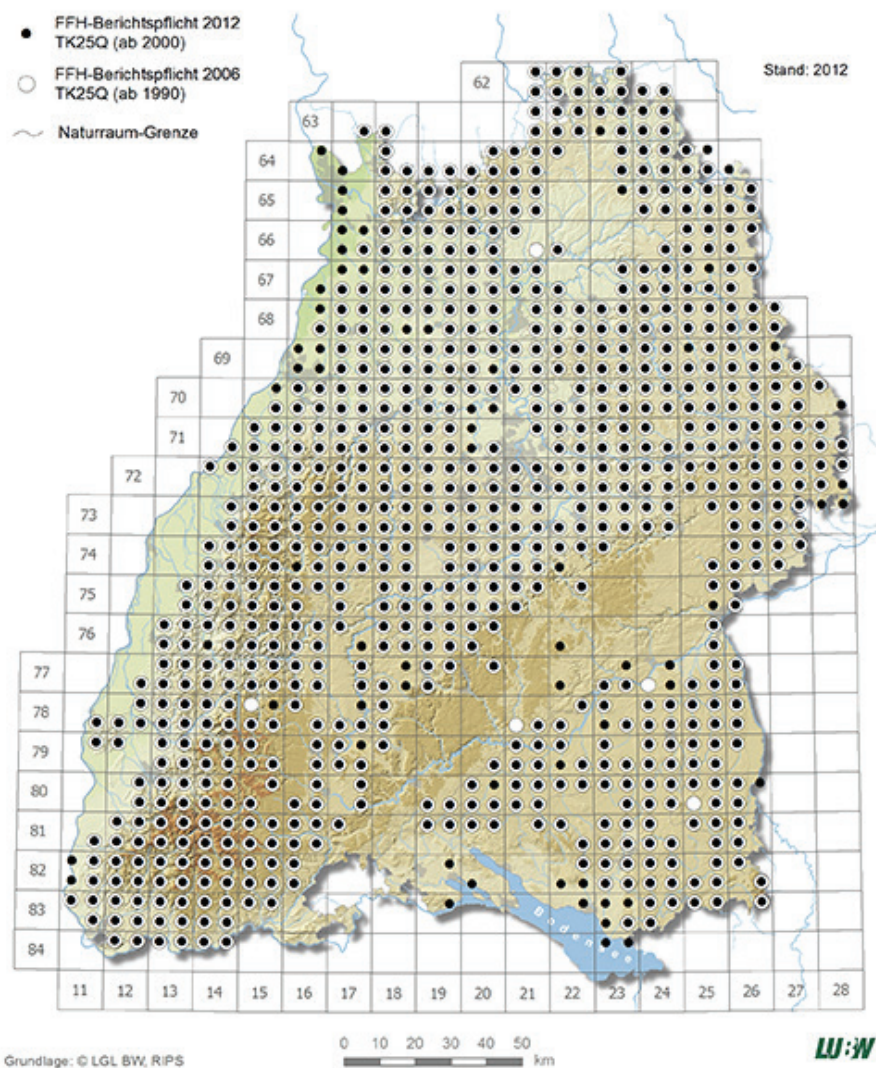 FFH-Berichtspflicht 2012
TK25Q (ab 2000)
FFH-Berichtspflicht 2006
TK25Q (ab 1990)
Naturraum-Grenze
Stand: 2012
62
63
64
65
66
67
68
69
70
71
72
73
74
75
76
77
78
79
80
81
82
83
84
Bodensee
11 12 13 14 15 16 17 18 19 20 21 22 23 24 25 26 27 28
0 10 20 30 40 50
km
Grundlage: © LGL BW, RIPS
LUBW